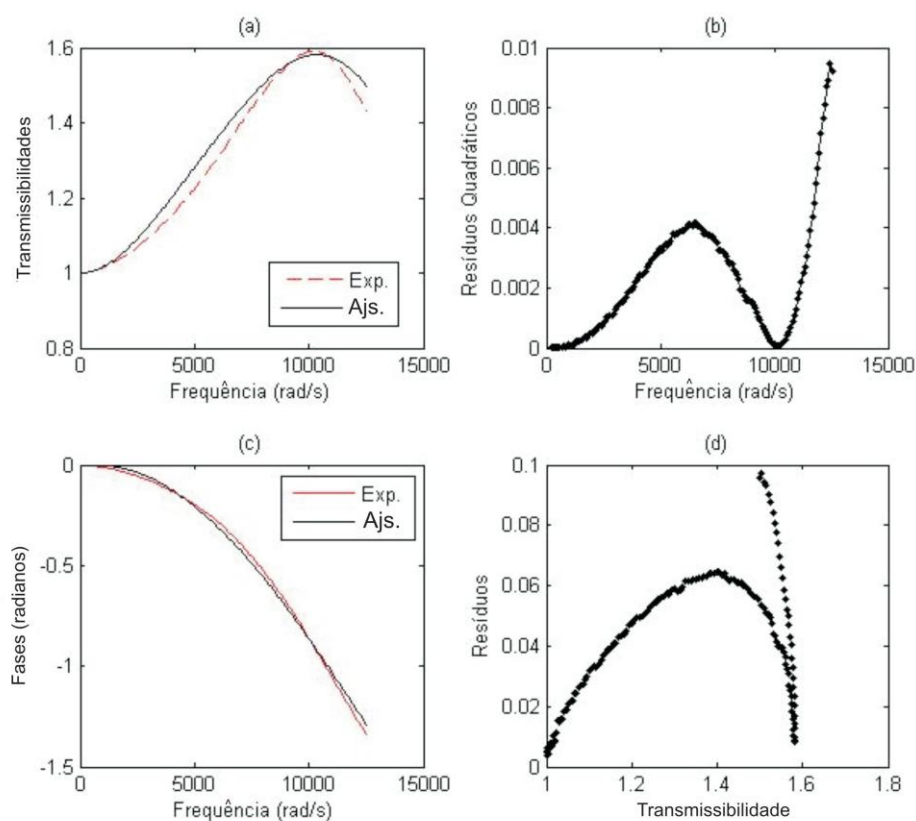 (a)
Transmissibilidades
1.6
1.4
1.2
1
0.8
0
5000
10000
15000
Frequência (rad/s)
Exp.
Ajs.
(b)
Resíduos Quadráticos
0.01
0.008
0.006
0.004
0.002
0
0
5000
10000
15000
Frequência (rad/s)
(c)
Fases (radianos)
0
-0.5
-1
-1.5
0
5000
10000
15000
Frequência (rad/s)
Exp.
Ajs.
(d)
Resíduos
0.1
0.08
0.06
0.04
0.02
0
1
1.2
1.4
1.6
1.8
Transmissibilidade